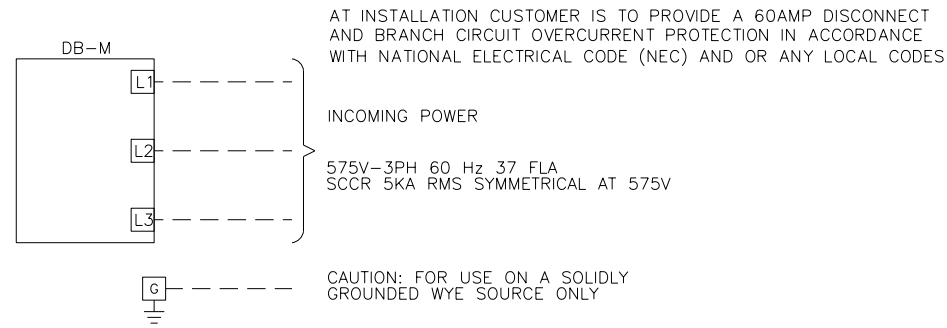 AT INSTALLATION CUSTOMER IS TO PROVIDE A 60AMP DISCONNECT
AND BRANCH CIRCUIT OVERCURRENT PROTECTION IN ACCORDANCE
WITH NATIONAL ELECTRICAL CODE (NEC) AND OR ANY LOCAL CODES
DB-M
L1
INCOMING POWER
L2
575V-3PH 60 Hz 37 FLA
SCCR 5KA RMS SYMMETRICAL AT 575V
L3
G
CAUTION: FOR USE ON A SOLIDLY
GROUNDED WYE SOURCE ONLY